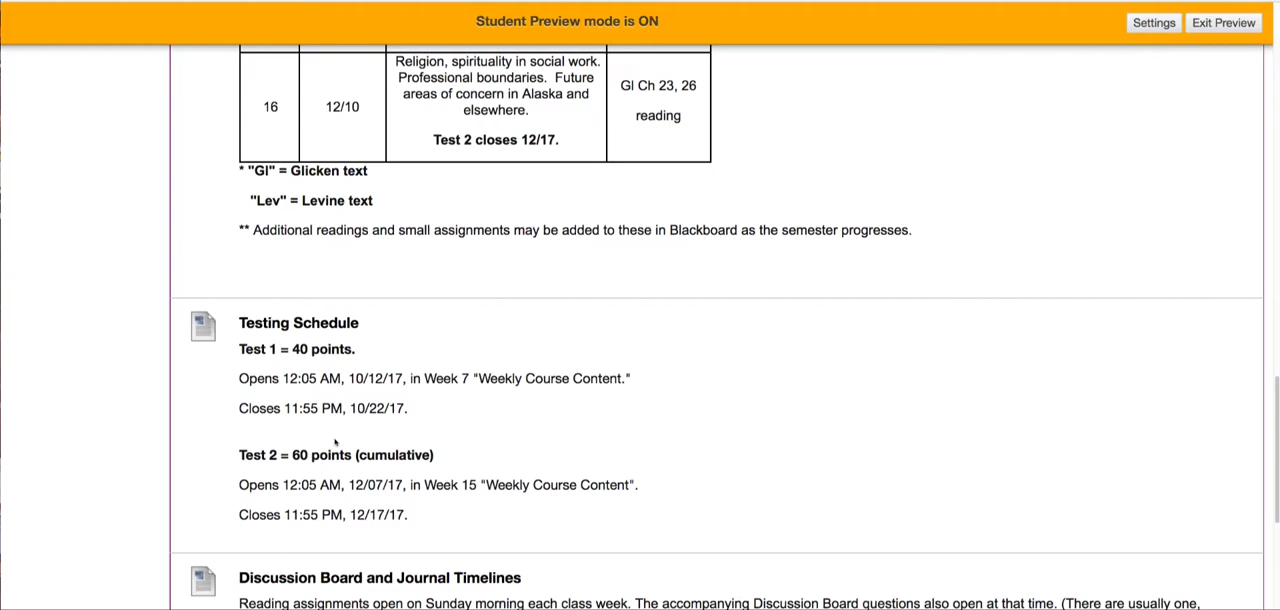 Student Preview mode is ON
Settings
Exit Preview
16
12/10
Religion, spirituality in social work.
Professional boundaries. Future
areas of concern in Alaska and
elsewhere.
Test 2 closes 12/17.
Gl Ch 23, 26
reading
* "Gl" = Glicken text
"Lev" = Levine text
** Additional readings and small assignments may be added to these in Blackboard as the semester progresses.
Testing Schedule
Test 1 = 40 points.
Opens 12:05 AM, 10/12/17, in Week 7 "Weekly Course Content."
Closes 11:55 PM, 10/22/17.
Test 2 = 60 points (cumulative)
Opens 12:05 AM, 12/07/17, in Week 15 "Weekly Course Content".
Closes 11:55 PM, 12/17/17.
Discussion Board and Journal Timelines
Reading assignments open on Sunday morning each class week. The accompanying Discussion Board questions also open at that time. (There are usually one,